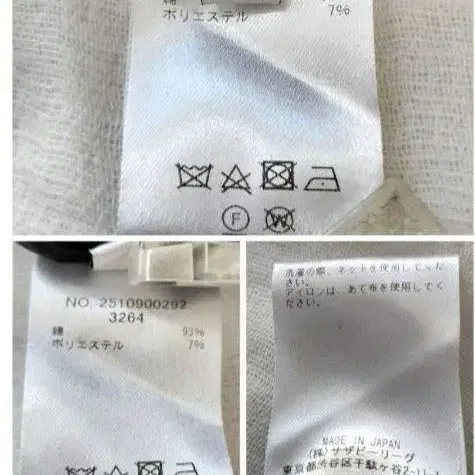 綿
ポリエステル 7%
F
W
NO. 2510900292
3264
綿 93%
ポリエステル 7%
洗濯の際、ネットを使用してくだ
さい。
アイロンは、あて布を使用してく
ださい。
MADE IN JAPAN
(株)サザビーリーグ
東京都渋谷区千駄ケ谷2-11-1